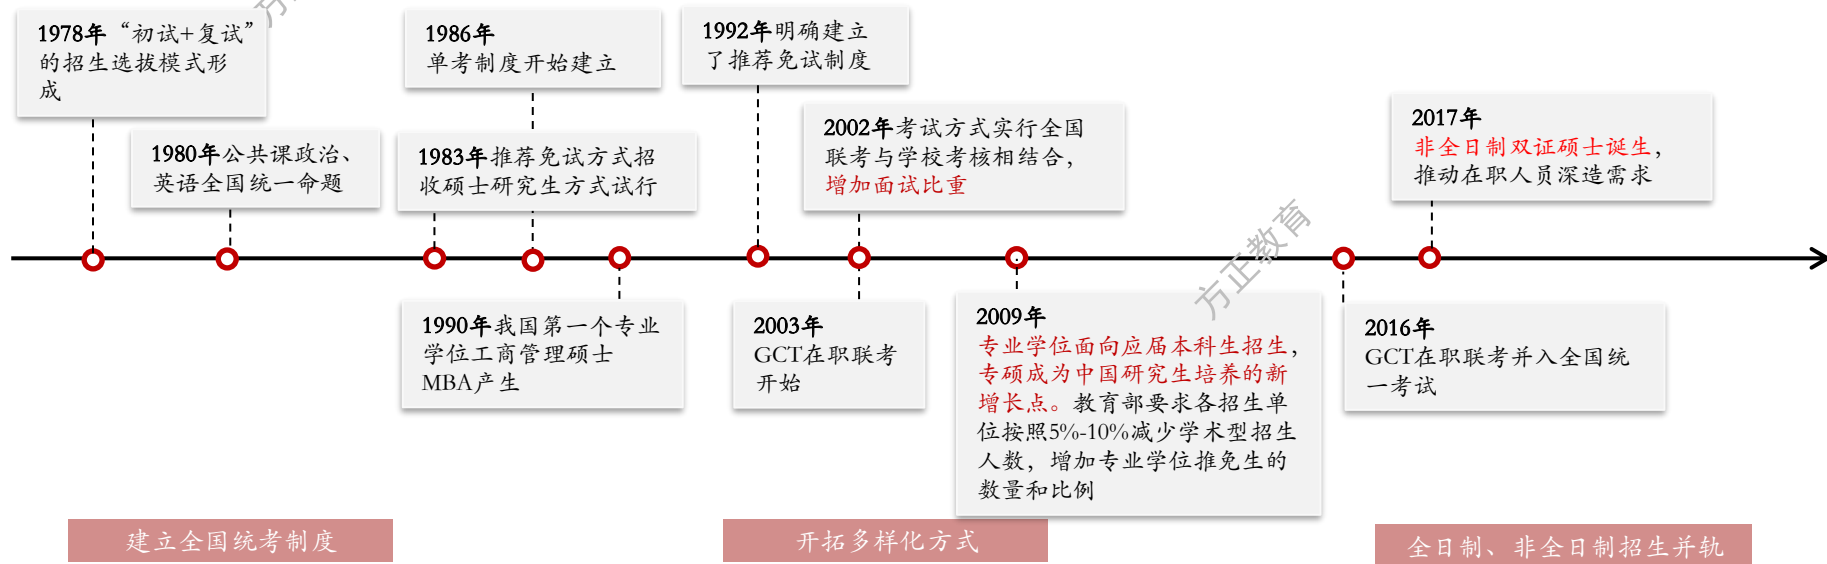 1978年“初试+复试”
的招生选拔模式形
成
1980年公共课政治、
英语全国统一命题
1986年
单考制度开始建立
1983年推荐免试方式招
收硕士研究生方式试行
1992年明确建立
了推荐免试制度
2002年考试方式实行全国
联考与学校考核相结合，
增加面试比重
2017年
非全日制双证硕士诞生，
推动在职人员深造需求
1990年我国第一个专业
学位工商管理硕士
MBA产生
2003年
GCT在职联考
开始
2009年
专业学位面向应届本科生招生，
专硕成为中国研究生培养的新
增长点。教育部要求各招生单
位按照5%-10%减少学术型招生
人数，增加专业学位推免生的
数量和比例
2016年
GCT在职联考并入全国统
一考试
方正教育
建立全国统考制度
开拓多样化方式
全日制、非全日制招生并轨